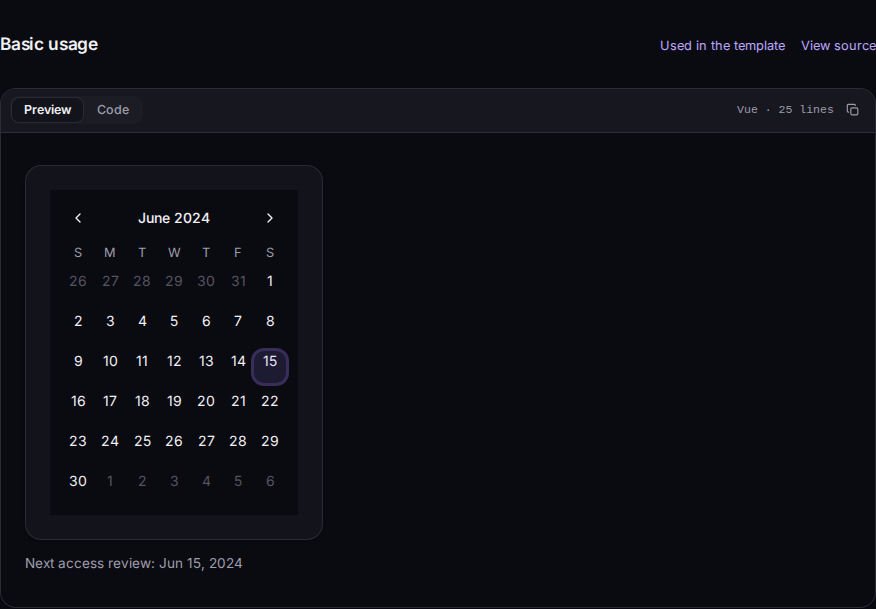 Basic usage
Used in the template View source
Preview Code
Vue · 25 lines
June 2024
S M T W T F S
26 27 28 29 30 31 1
2 3 4 5 6 7 8
9 10 11 12 13 14 15
16 17 18 19 20 21 22
23 24 25 26 27 28 29
30 1 2 3 4 5 6
Next access review: Jun 15, 2024